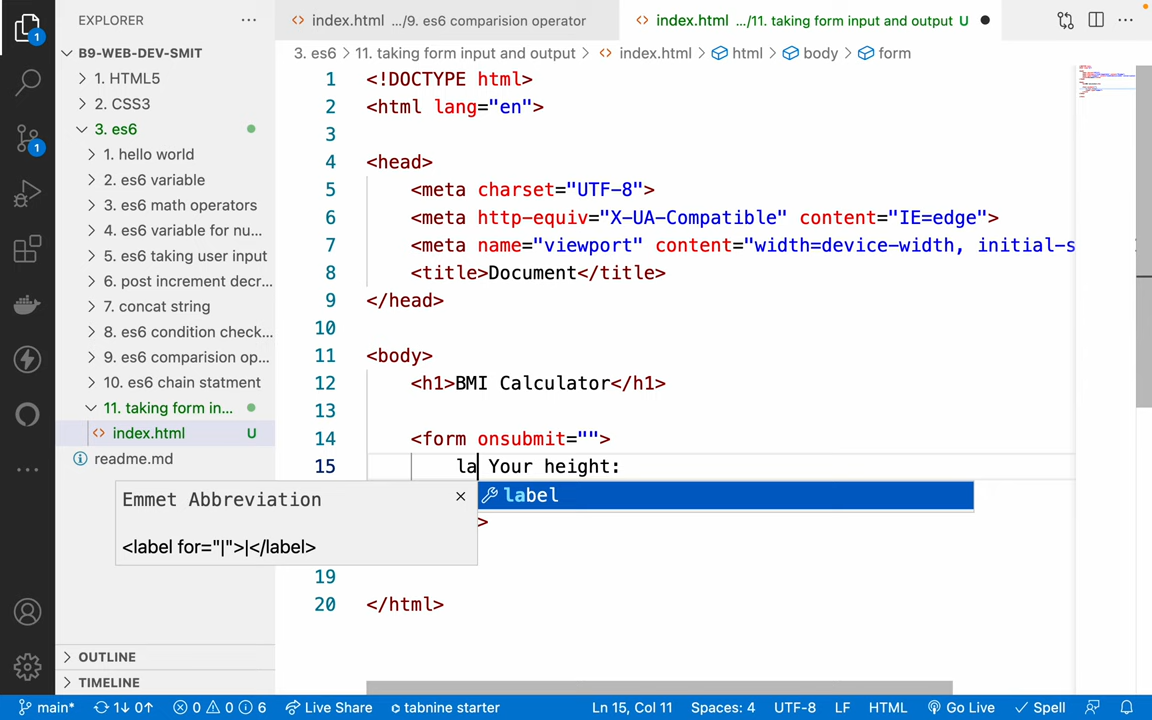 EXPLORER
index.html .../9. es6 comparision operator
index.html .../11. taking form input and output U
B9-WEB-DEV-SMIT
1. HTML5
2. CSS3
3. es6
1. hello world
2. es6 variable
3. es6 math operators
4. es6 variable for nu...
5. es6 taking user input
6. post increment decr...
7. concat string
8. es6 condition check...
9. es6 comparision op...
10. es6 chain statment
11. taking form in...
index.html U
readme.md
OUTLINE
TIMELINE
1
1
3. es6 > 11. taking form input and output > index.html > html > body > form
1 <!DOCTYPE html>
2 <html lang="en">
3
4 <head>
5 <meta charset="UTF-8">
6 <meta http-equiv="X-UA-Compatible" content="IE=edge">
7 <meta name="viewport" content="width=device-width, initial-s
8 <title>Document</title>
9 </head>
10
11 <body>
12 <h1>BMI Calculator</h1>
13
14 <form onsubmit="">
15 la Your height:
label
Emmet Abbreviation ×
<label for="|">|</label>
>
19
20 </html>
main* 1↓ 0↑ 0 0 6 Live Share tabnine starter Ln 15, Col 11 Spaces: 4 UTF-8 LF HTML Go Live Spell